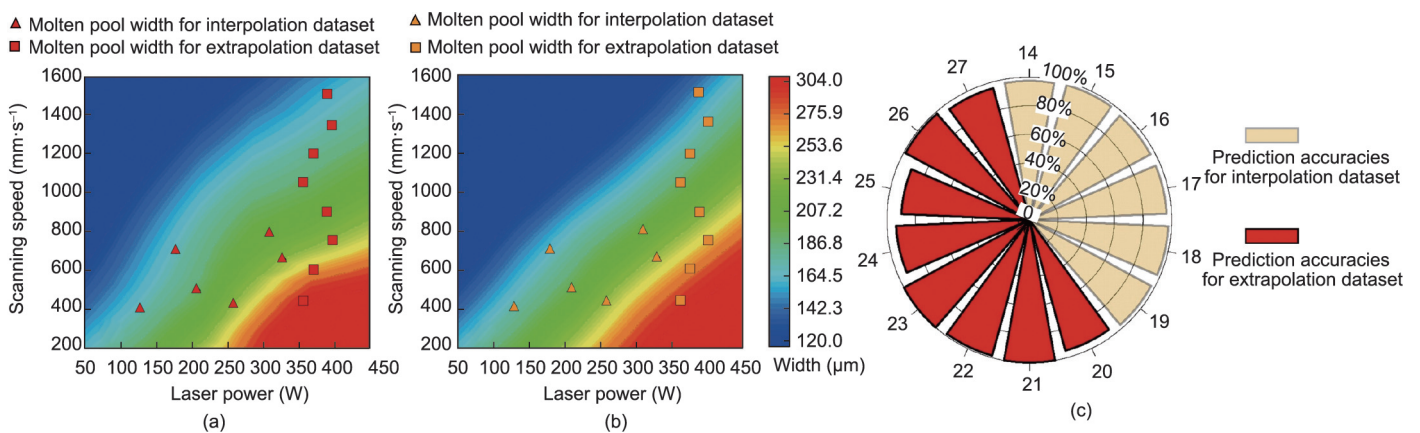 Molten pool width for interpolation dataset
Molten pool width for extrapolation dataset
1600
1400
1200
1000
800
600
400
200
Scanning speed (mm·s⁻¹)
50 100 150 200 250 300 350 400 450
Laser power (W)
(a)
Molten pool width for interpolation dataset
Molten pool width for extrapolation dataset
1600
1400
1200
1000
800
600
400
200
Scanning speed (mm·s⁻¹)
50 100 150 200 250 300 350 400 450
Laser power (W)
(b)
304.0
275.9
253.6
231.4
207.2
186.8
164.5
142.3
120.0
Width (μm)
14
15
16
17
18
19
20
21
22
23
24
25
26
27
100%
80%
60%
40%
20%
0
(c)
Prediction accuracies
for interpolation dataset
Prediction accuracies
for extrapolation dataset